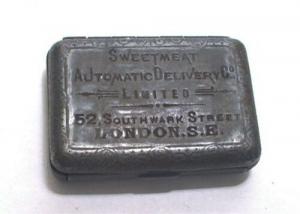 SWEETMEAT
AUTOMATIC DELIVERY Co
LIMITED
52, SOUTHWARK STREET
LONDON. S.E.